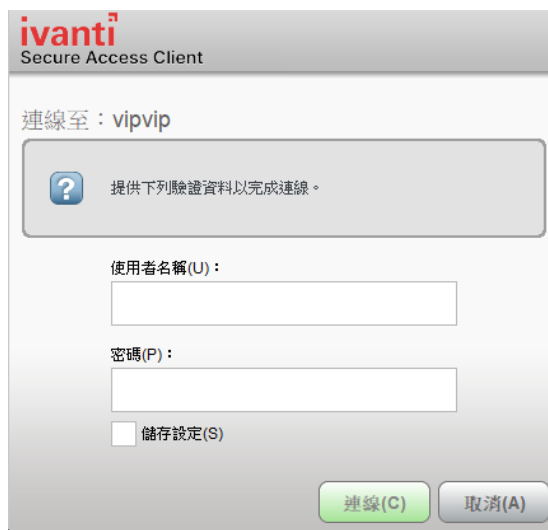 ivanti
Secure Access Client
連線至：vipvip
?
提供下列驗證資料以完成連線。
使用者名稱(U)：
密碼(P)：
儲存設定(S)
連線(C)
取消(A)